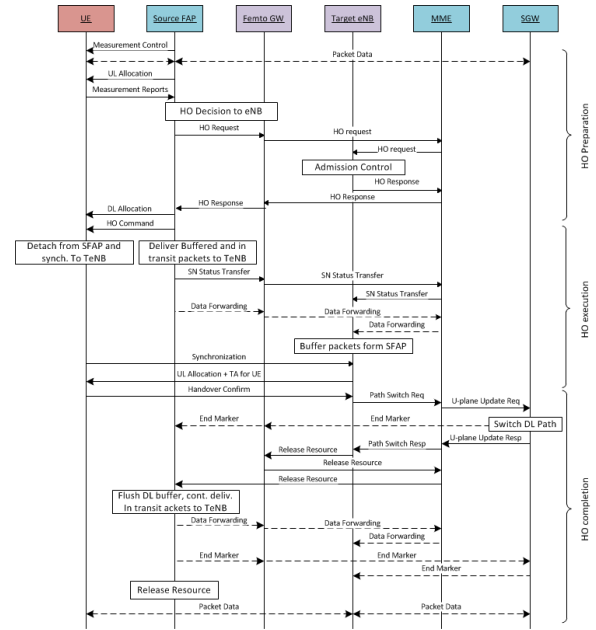 UE Source FAP Femto GW Target eNB MME SGW
Measurement Control
Packet Data
UL Allocation
Measurement Reports
HO Decision to eNB
HO Request
HO request
HO request
Admission Control
HO Response
HO Response
HO Response
DL Allocation
HO Command
HO Preparation
Detach from SFAP and
synch. To TeNB
Deliver Buffered and in
transit packets to TeNB
SN Status Transfer
SN Status Transfer
SN Status Transfer
Data Forwarding
Data Forwarding
Data Forwarding
Buffer packets form SFAP
Synchronization
UL Allocation + TA for UE
HO execution
Handover Confirm
Path Switch Req
U-plane Update Req
End Marker
End Marker
Switch DL Path
U-plane Update Resp
Path Switch Resp
Release Resource
Release Resource
Release Resource
Flush DL buffer, cont. deliv.
In transit ackets to TeNB
Data Forwarding
Data Forwarding
Data Forwarding
End Marker
End Marker
End Marker
Release Resource
Packet Data
Packet Data
HO completion